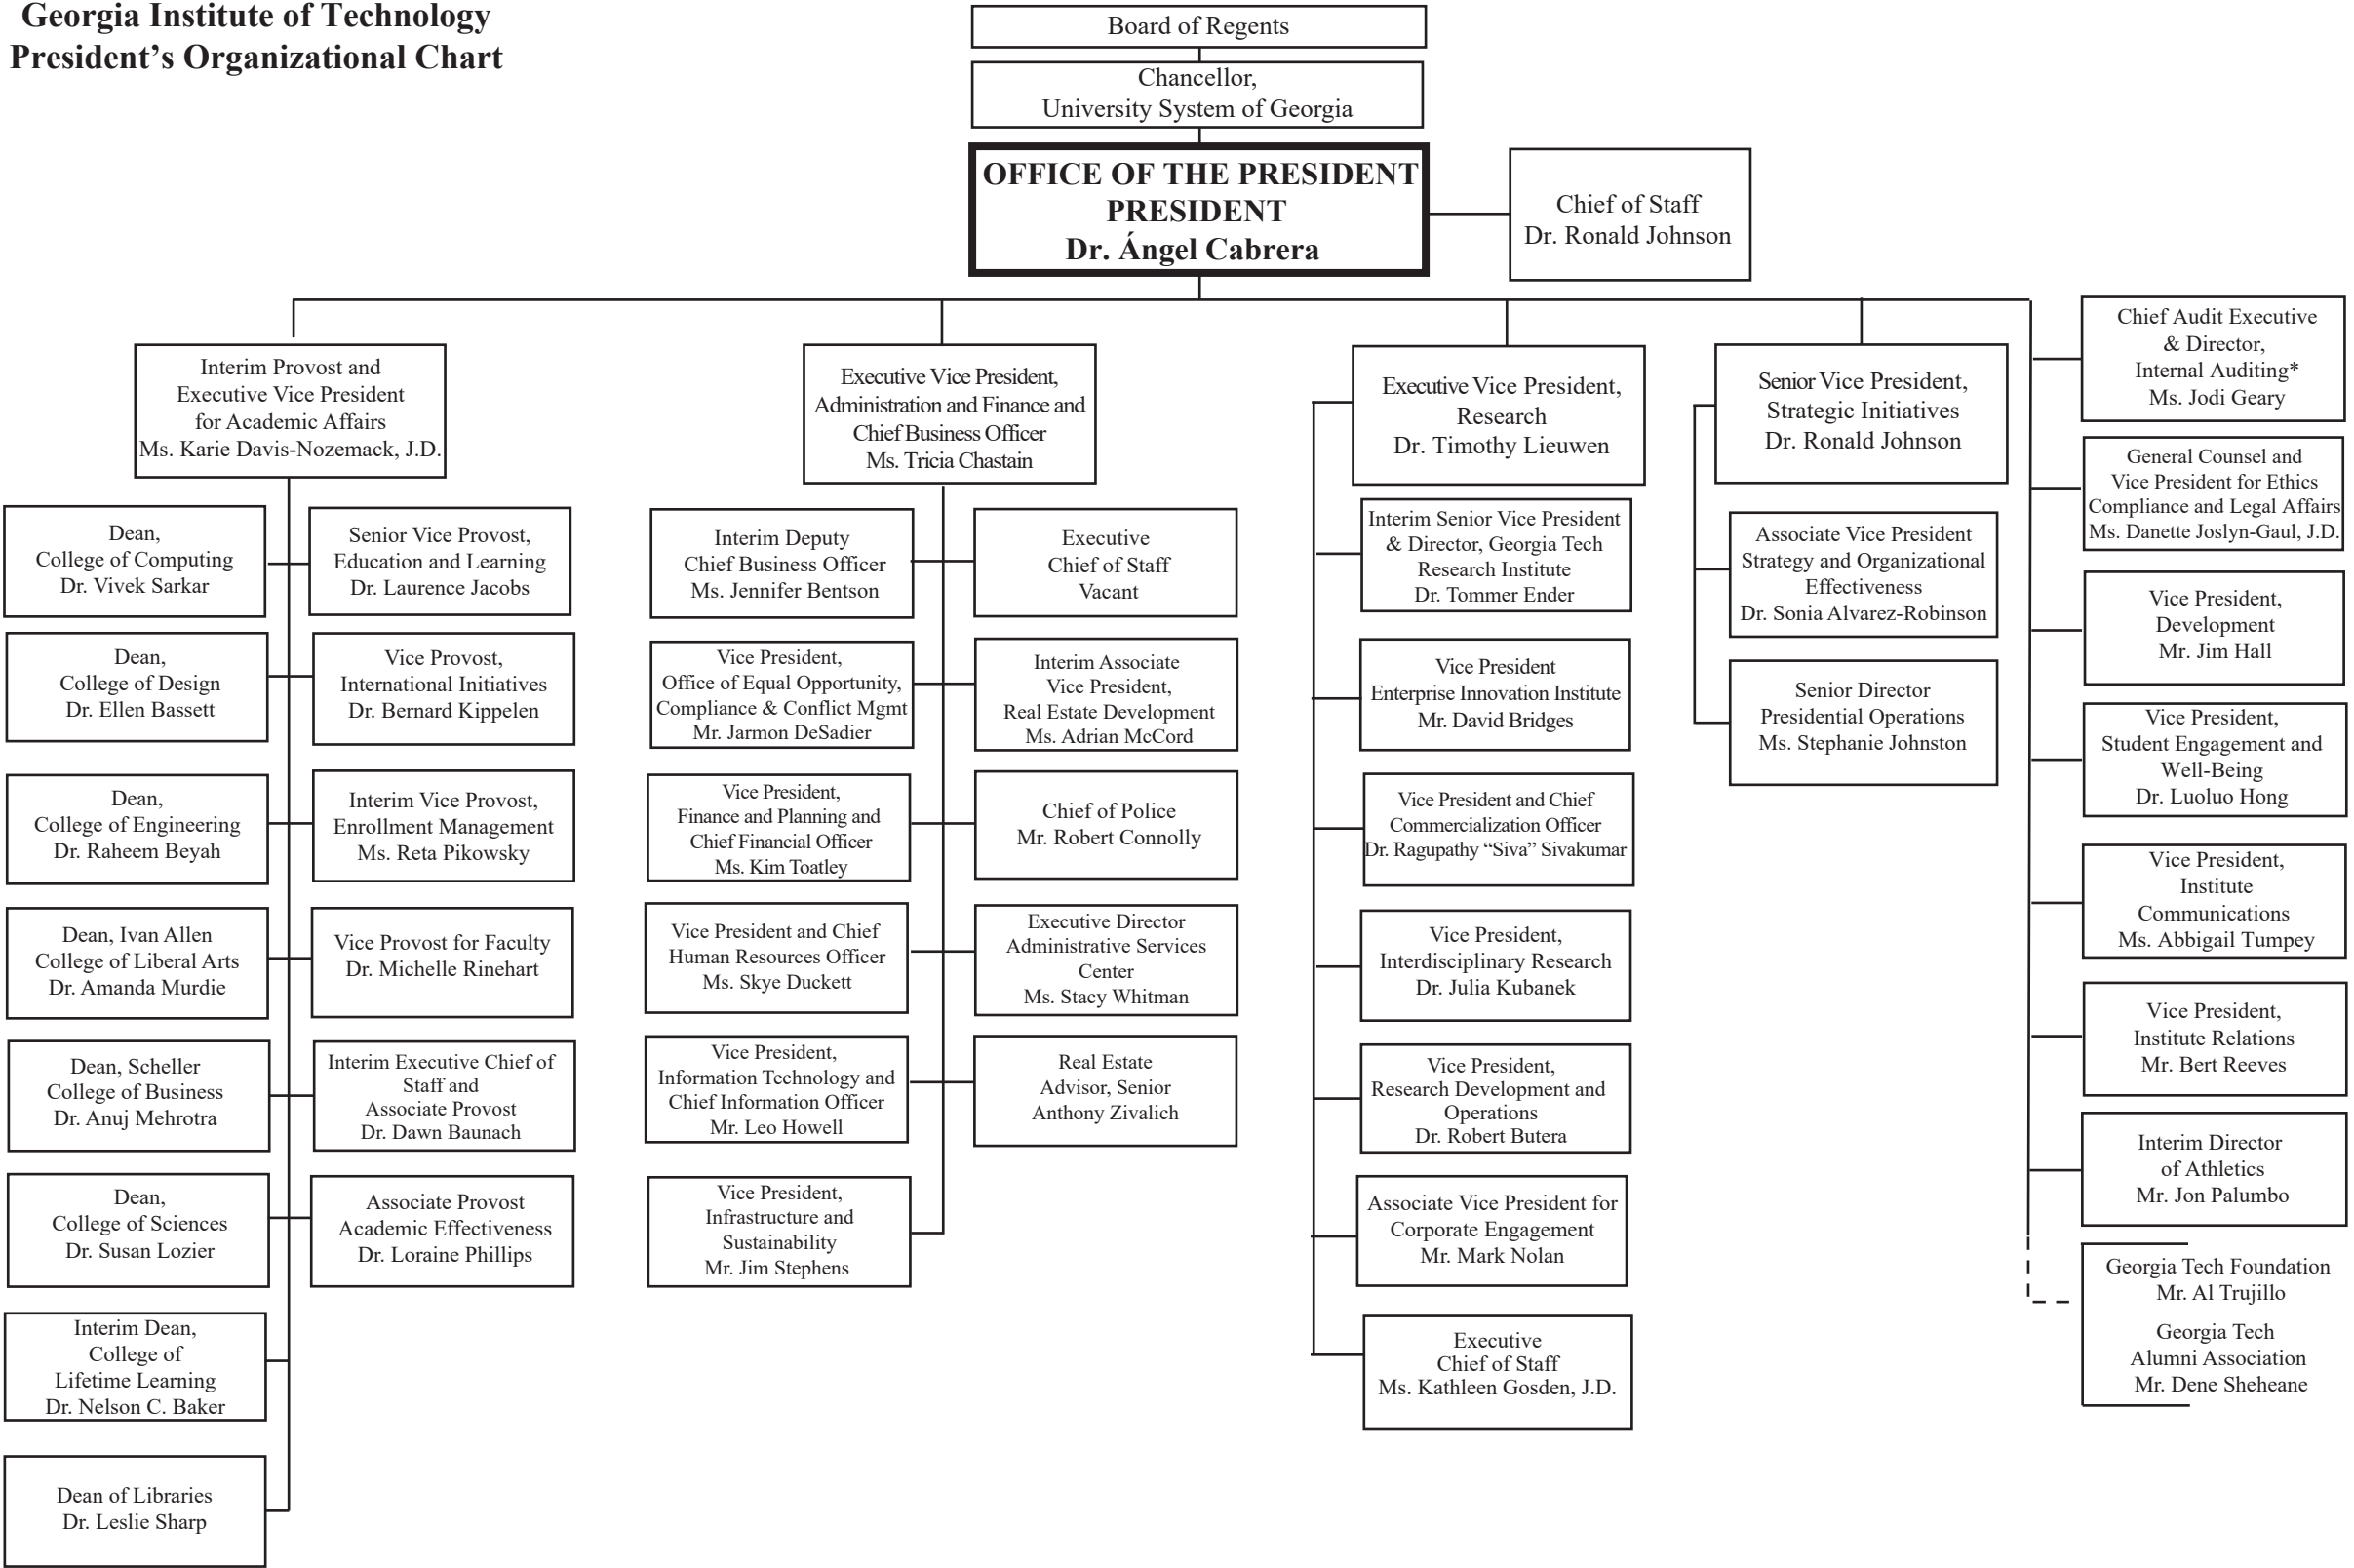 Georgia Institute of Technology
President’s Organizational Chart
Board of Regents
Chancellor,
University System of Georgia
OFFICE OF THE PRESIDENT
PRESIDENT
Dr. Ángel Cabrera
Chief of Staff
Dr. Ronald Johnson
Interim Provost and
Executive Vice President
for Academic Affairs
Ms. Karie Davis-Nozemack, J.D.
Dean,
College of Computing
Dr. Vivek Sarkar
Senior Vice Provost,
Education and Learning
Dr. Laurence Jacobs
Dean,
College of Design
Dr. Ellen Bassett
Vice Provost,
International Initiatives
Dr. Bernard Kippelen
Dean,
College of Engineering
Dr. Raheem Beyah
Interim Vice Provost,
Enrollment Management
Ms. Reta Pikowsky
Dean, Ivan Allen
College of Liberal Arts
Dr. Amanda Murdie
Vice Provost for Faculty
Dr. Michelle Rinehart
Dean, Scheller
College of Business
Dr. Anuj Mehrotra
Interim Executive Chief of
Staff and
Associate Provost
Dr. Dawn Baunach
Dean,
College of Sciences
Dr. Susan Lozier
Associate Provost
Academic Effectiveness
Dr. Loraine Phillips
Interim Dean,
College of
Lifetime Learning
Dr. Nelson C. Baker
Dean of Libraries
Dr. Leslie Sharp
Executive Vice President,
Administration and Finance and
Chief Business Officer
Ms. Tricia Chastain
Interim Deputy
Chief Business Officer
Ms. Jennifer Bentson
Executive
Chief of Staff
Vacant
Vice President,
Office of Equal Opportunity,
Compliance & Conflict Mgmt
Mr. Jarmon DeSadier
Interim Associate
Vice President,
Real Estate Development
Ms. Adrian McCord
Vice President,
Finance and Planning and
Chief Financial Officer
Ms. Kim Toatley
Chief of Police
Mr. Robert Connolly
Vice President and Chief
Human Resources Officer
Ms. Skye Duckett
Executive Director
Administrative Services
Center
Ms. Stacy Whitman
Vice President,
Information Technology and
Chief Information Officer
Mr. Leo Howell
Real Estate
Advisor, Senior
Anthony Zivalich
Vice President,
Infrastructure and
Sustainability
Mr. Jim Stephens
Executive Vice President,
Research
Dr. Timothy Lieuwen
Interim Senior Vice President
& Director, Georgia Tech
Research Institute
Dr. Tommer Ender
Vice President
Enterprise Innovation Institute
Mr. David Bridges
Vice President and Chief
Commercialization Officer
Dr. Ragupathy “Siva” Sivakumar
Vice President,
Interdisciplinary Research
Dr. Julia Kubanek
Vice President,
Research Development and
Operations
Dr. Robert Butera
Associate Vice President for
Corporate Engagement
Mr. Mark Nolan
Executive
Chief of Staff
Ms. Kathleen Gosden, J.D.
Senior Vice President,
Strategic Initiatives
Dr. Ronald Johnson
Associate Vice President
Strategy and Organizational
Effectiveness
Dr. Sonia Alvarez-Robinson
Senior Director
Presidential Operations
Ms. Stephanie Johnston
Chief Audit Executive
& Director,
Internal Auditing*
Ms. Jodi Geary
General Counsel and
Vice President for Ethics
Compliance and Legal Affairs
Ms. Danette Joslyn-Gaul, J.D.
Vice President,
Development
Mr. Jim Hall
Vice President,
Student Engagement and
Well-Being
Dr. Luoluo Hong
Vice President,
Institute
Communications
Ms. Abbigail Tumpey
Vice President,
Institute Relations
Mr. Bert Reeves
Interim Director
of Athletics
Mr. Jon Palumbo
Georgia Tech Foundation
Mr. Al Trujillo
Georgia Tech
Alumni Association
Mr. Dene Sheheane